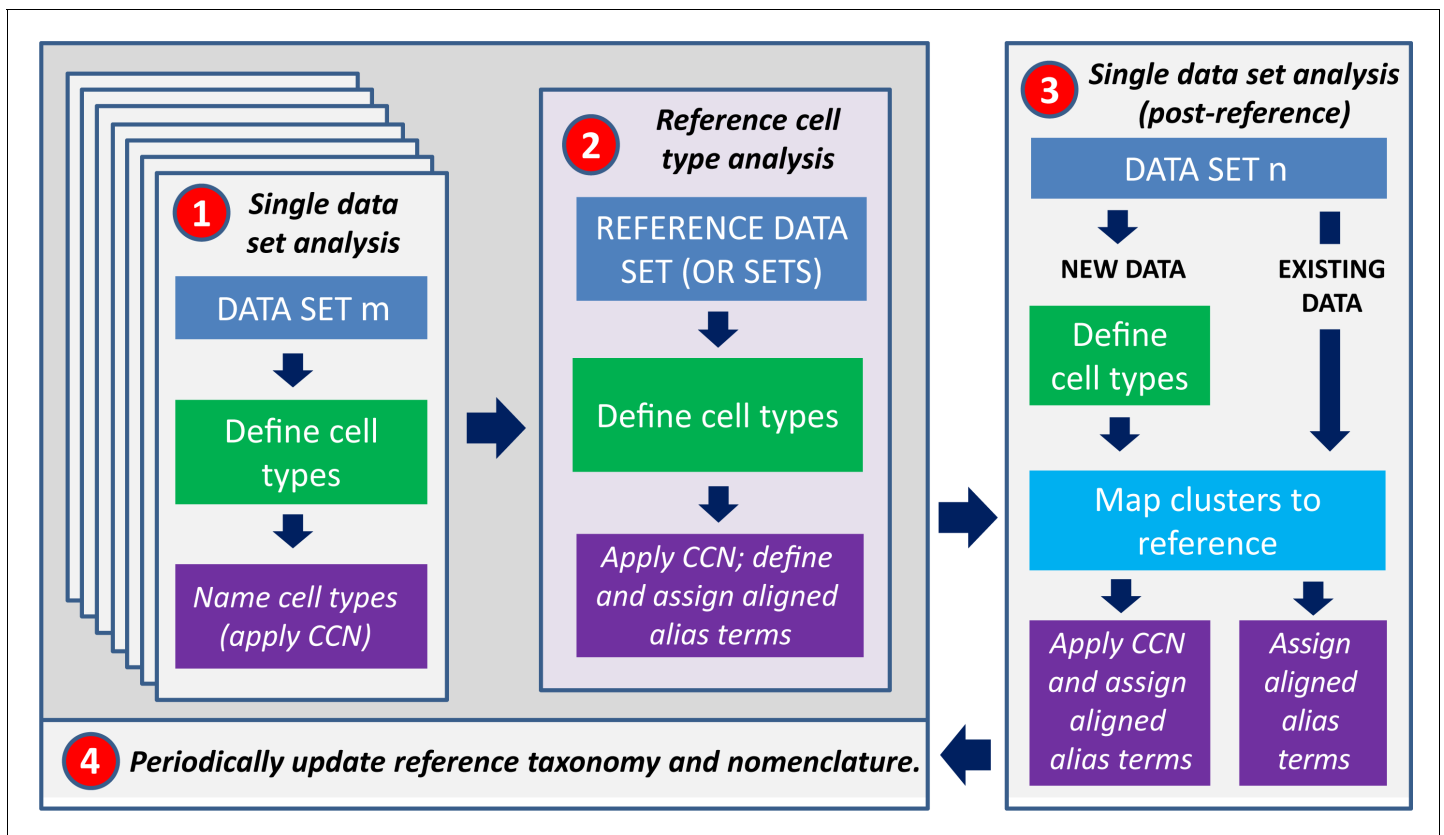 1
Single data
set analysis
DATA SET m
Define cell
types
Name cell types
(apply CCN)
2
Reference cell
type analysis
REFERENCE DATA
SET (OR SETS)
Define cell types
Apply CCN; define
and assign aligned
alias terms
3
Single data set analysis
(post-reference)
DATA SET n
NEW DATA
EXISTING
DATA
Define
cell types
Map clusters to
reference
Apply CCN
and assign
aligned
alias terms
Assign
aligned
alias
terms
4
Periodically update reference taxonomy and nomenclature.